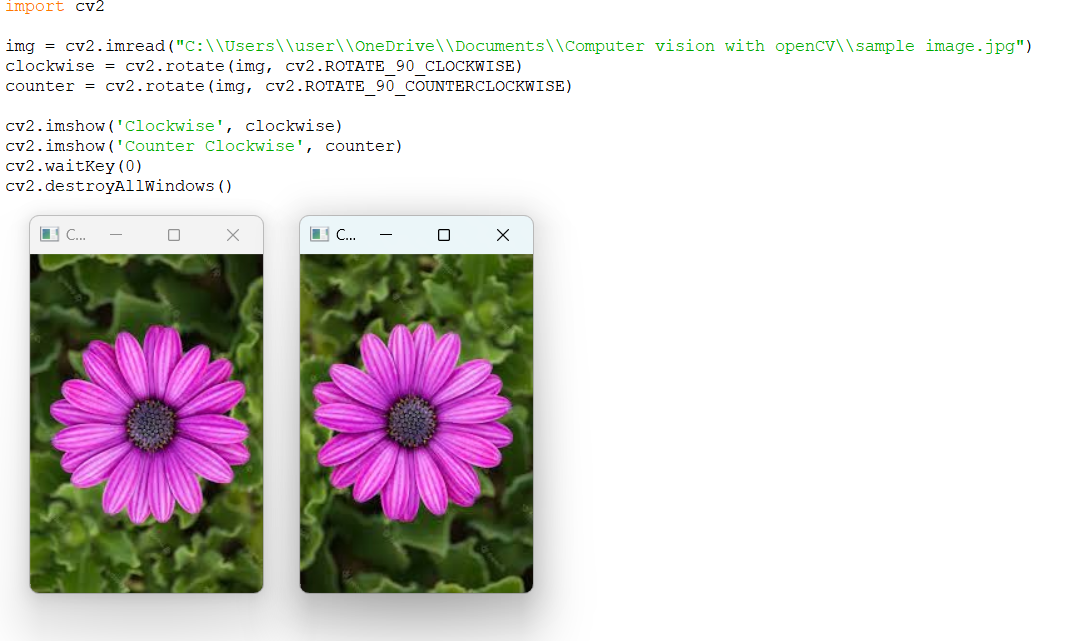 import cv2
img = cv2.imread("C:\\Users\\user\\OneDrive\\Documents\\Computer vision with openCV\\sample image.jpg")
clockwise = cv2.rotate(img, cv2.ROTATE_90_CLOCKWISE)
counter = cv2.rotate(img, cv2.ROTATE_90_COUNTERCLOCKWISE)
cv2.imshow('Clockwise', clockwise)
cv2.imshow('Counter Clockwise', counter)
cv2.waitKey(0)
cv2.destroyAllWindows()
C...
C...